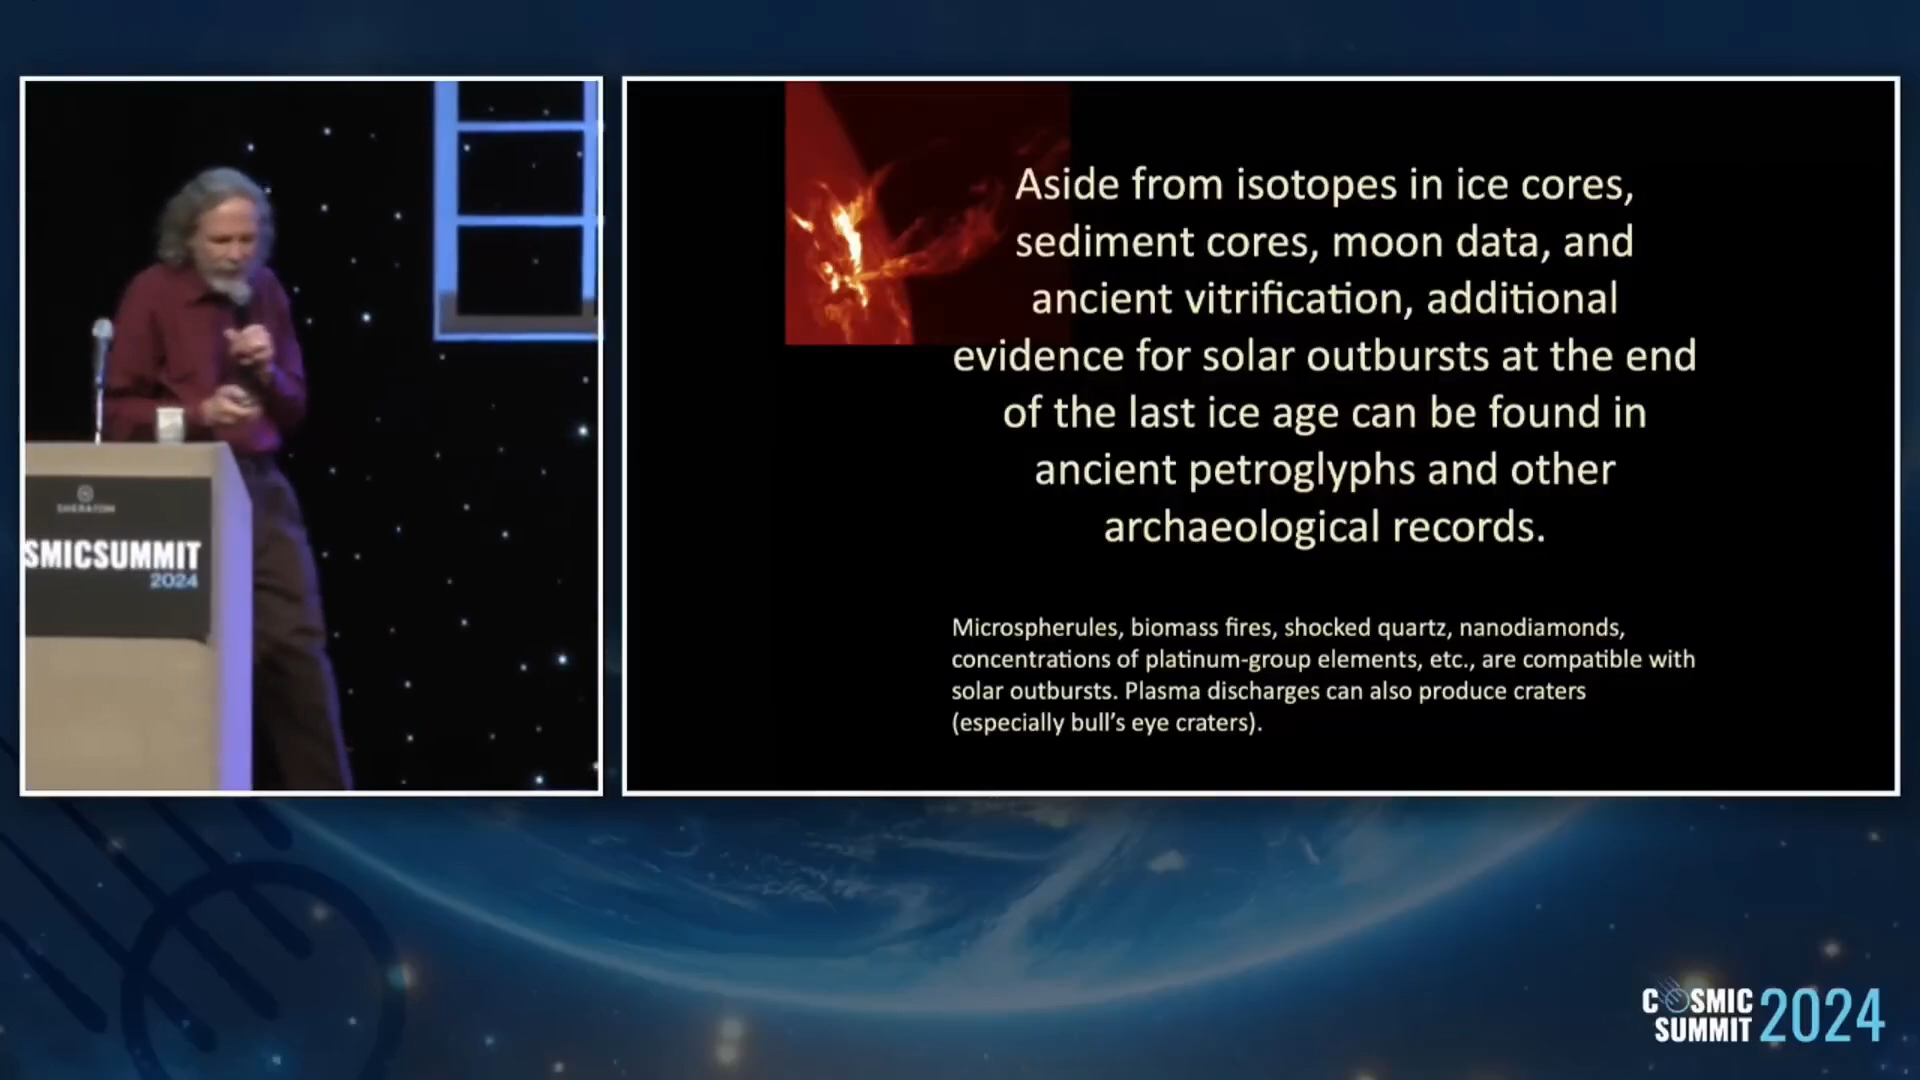 SHERATON
SMICSUMMIT
2024
Aside from isotopes in ice cores,
sediment cores, moon data, and
ancient vitrification, additional
evidence for solar outbursts at the end
of the last ice age can be found in
ancient petroglyphs and other
archaeological records.
Microspherules, biomass fires, shocked quartz, nanodiamonds,
concentrations of platinum-group elements, etc., are compatible with
solar outbursts. Plasma discharges can also produce craters
(especially bull's eye craters).
COSMIC
SUMMIT 2024